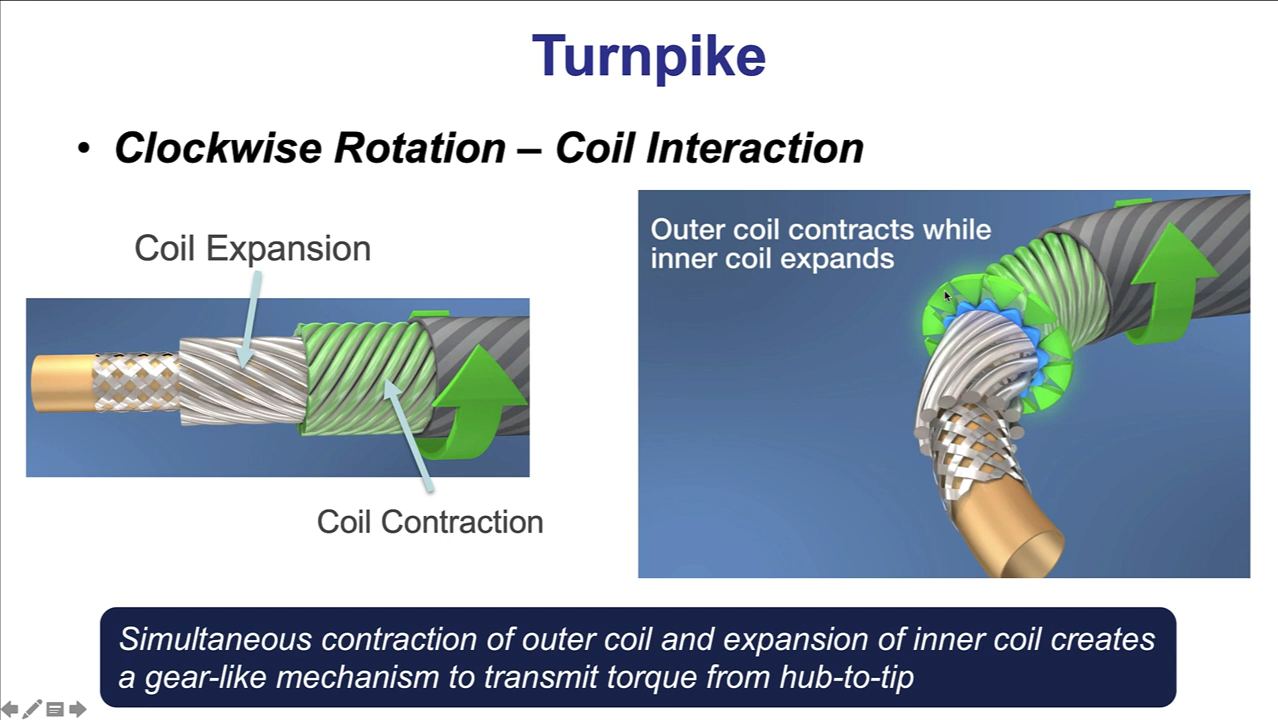 Turnpike
• Clockwise Rotation – Coil Interaction
Coil Expansion
Outer coil contracts while
inner coil expands
Coil Contraction
Simultaneous contraction of outer coil and expansion of inner coil creates
a gear-like mechanism to transmit torque from hub-to-tip